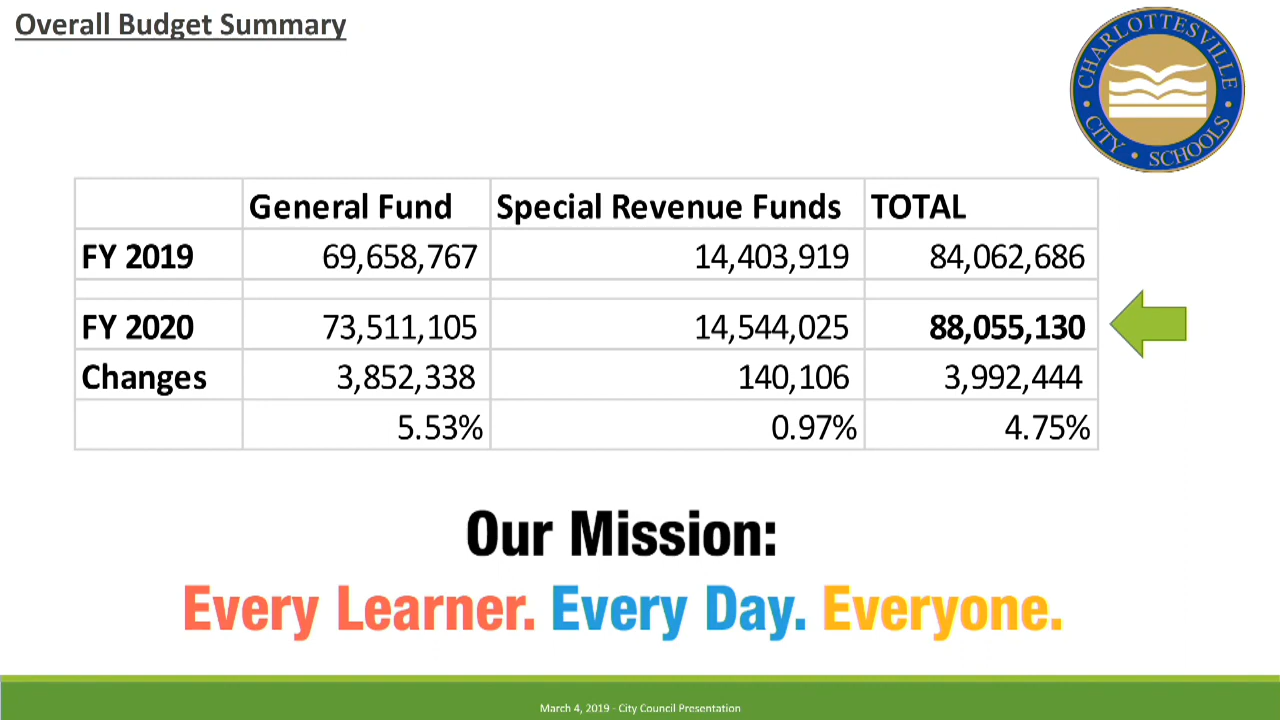 Overall Budget Summary
CHARLOTTESVILLE
CITY • SCHOOLS
General Fund Special Revenue Funds TOTAL
FY 2019 69,658,767 14,403,919 84,062,686
FY 2020 73,511,105 14,544,025 88,055,130
Changes 3,852,338 140,106 3,992,444
5.53% 0.97% 4.75%
Our Mission:
Every Learner. Every Day. Everyone.
March 4, 2019 - City Council Presentation